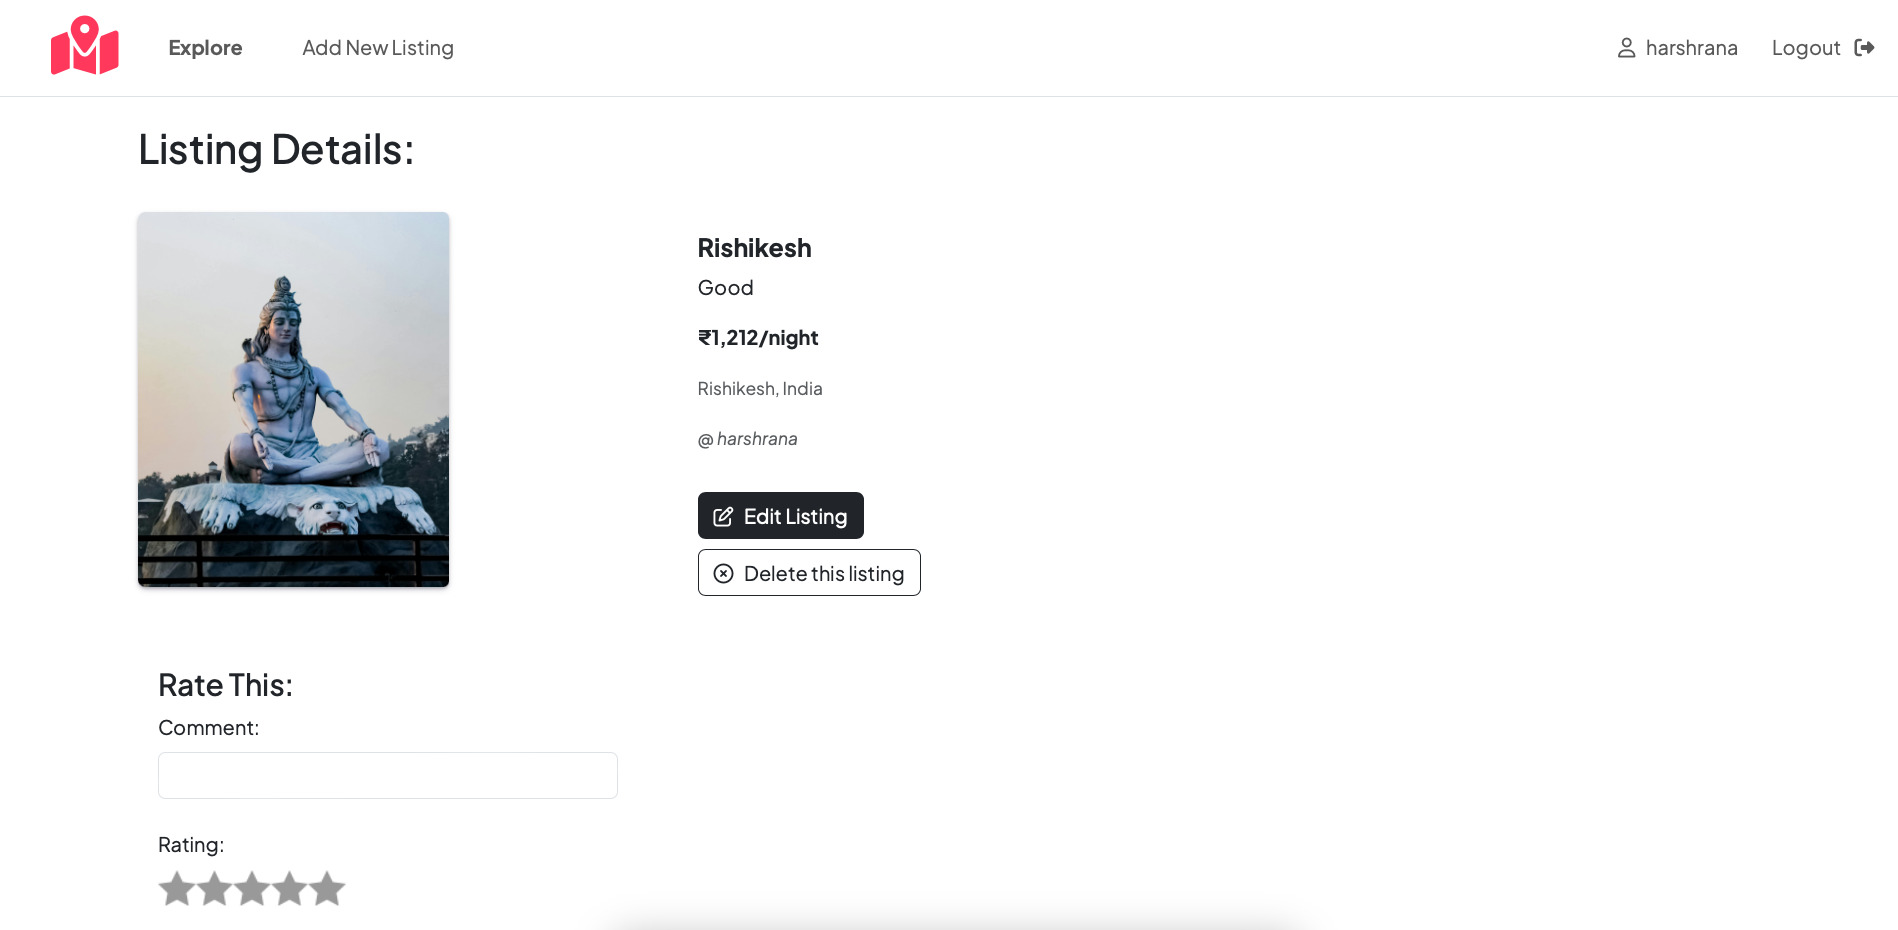 Explore
Add New Listing
harshrana
Logout
Listing Details:
Rishikesh
Good
₹1,212/night
Rishikesh, India
@ harshrana
Edit Listing
Delete this listing
Rate This:
Comment:
Rating: